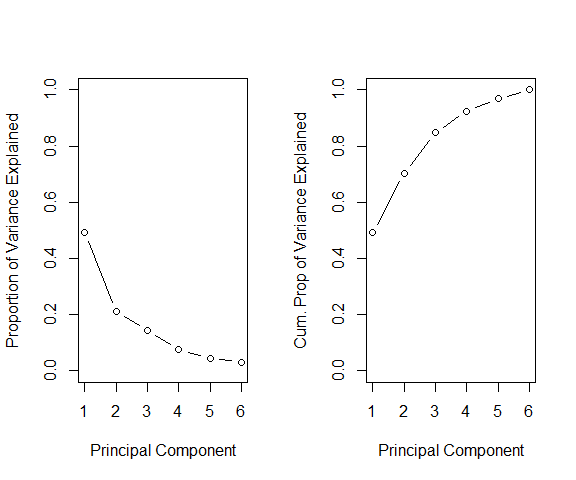 Proportion of Variance Explained
0.0 0.2 0.4 0.6 0.8 1.0
1 2 3 4 5 6
Principal Component
Cum. Prop of Variance Explained
0.0 0.2 0.4 0.6 0.8 1.0
1 2 3 4 5 6
Principal Component